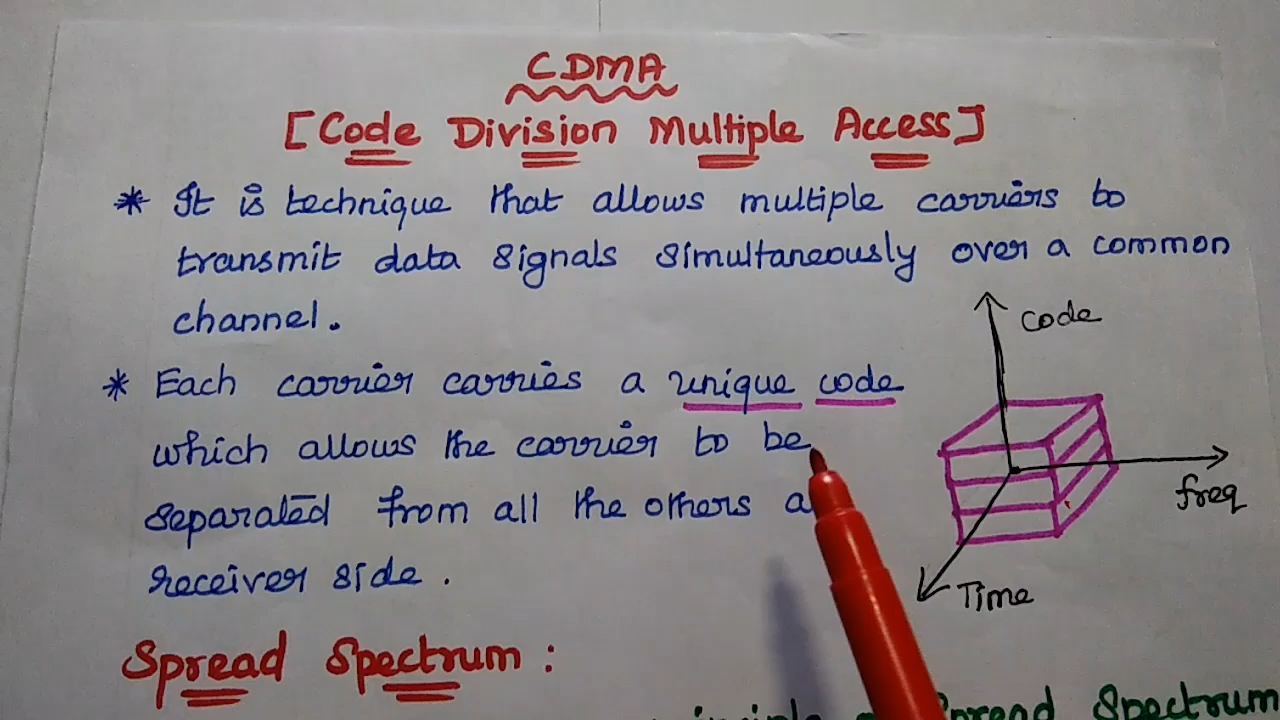 CDMA
[Code Division Multiple Access]
* It is technique that allows multiple carriers to
transmit data signals simultaneously over a common
channel.
Code
* Each carrier carries a unique code
which allows the carrier to be
freq
separated from all the others a
receiver side.
Time
Spread Spectrum:
Spread Spectrum